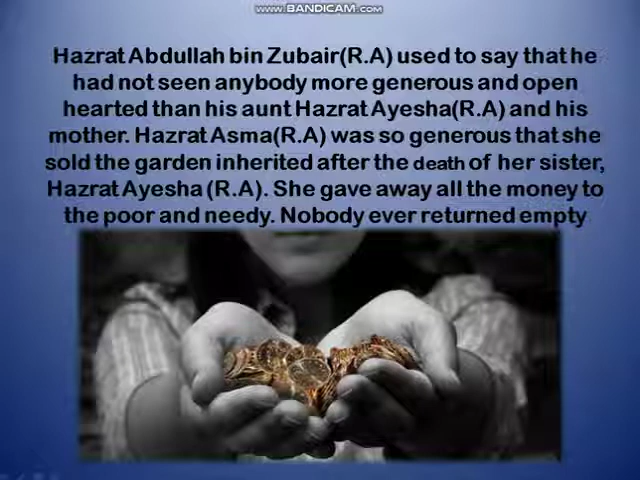 www.BANDICAM.com
Hazrat Abdullah bin Zubair(R.A) used to say that he
had not seen anybody more generous and open
hearted than his aunt Hazrat Ayesha(R.A) and his
mother. Hazrat Asma(R.A) was so generous that she
sold the garden inherited after the death of her sister,
Hazrat Ayesha (R.A). She gave away all the money to
the poor and needy. Nobody ever returned empty